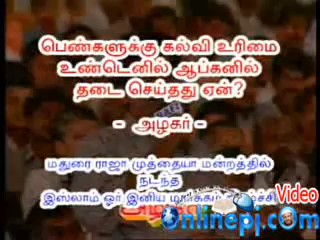 பெண்களுக்கு கல்வி உரிமை
உண்டெனில் ஆப்கனில்
தடை செய்தது ஏன்?
- அழகர் -
மதுரை ராஜா முத்தையா மன்றத்தில்
நடந்த
இஸ்லாம் ஓர் இனிய மார்க்கம்
Video
Onlinepj.com